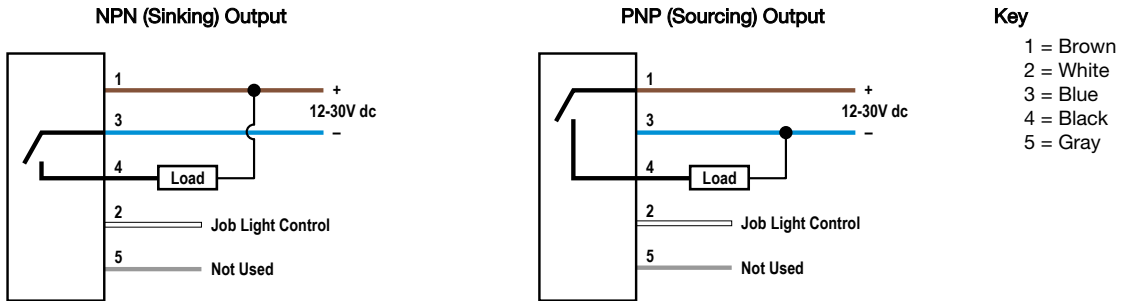 NPN (Sinking) Output
1
+
12-30V dc
3
–
4
Load
2
Job Light Control
5
Not Used
PNP (Sourcing) Output
1
+
12-30V dc
3
–
4
Load
2
Job Light Control
5
Not Used
Key
1 = Brown
2 = White
3 = Blue
4 = Black
5 = Gray